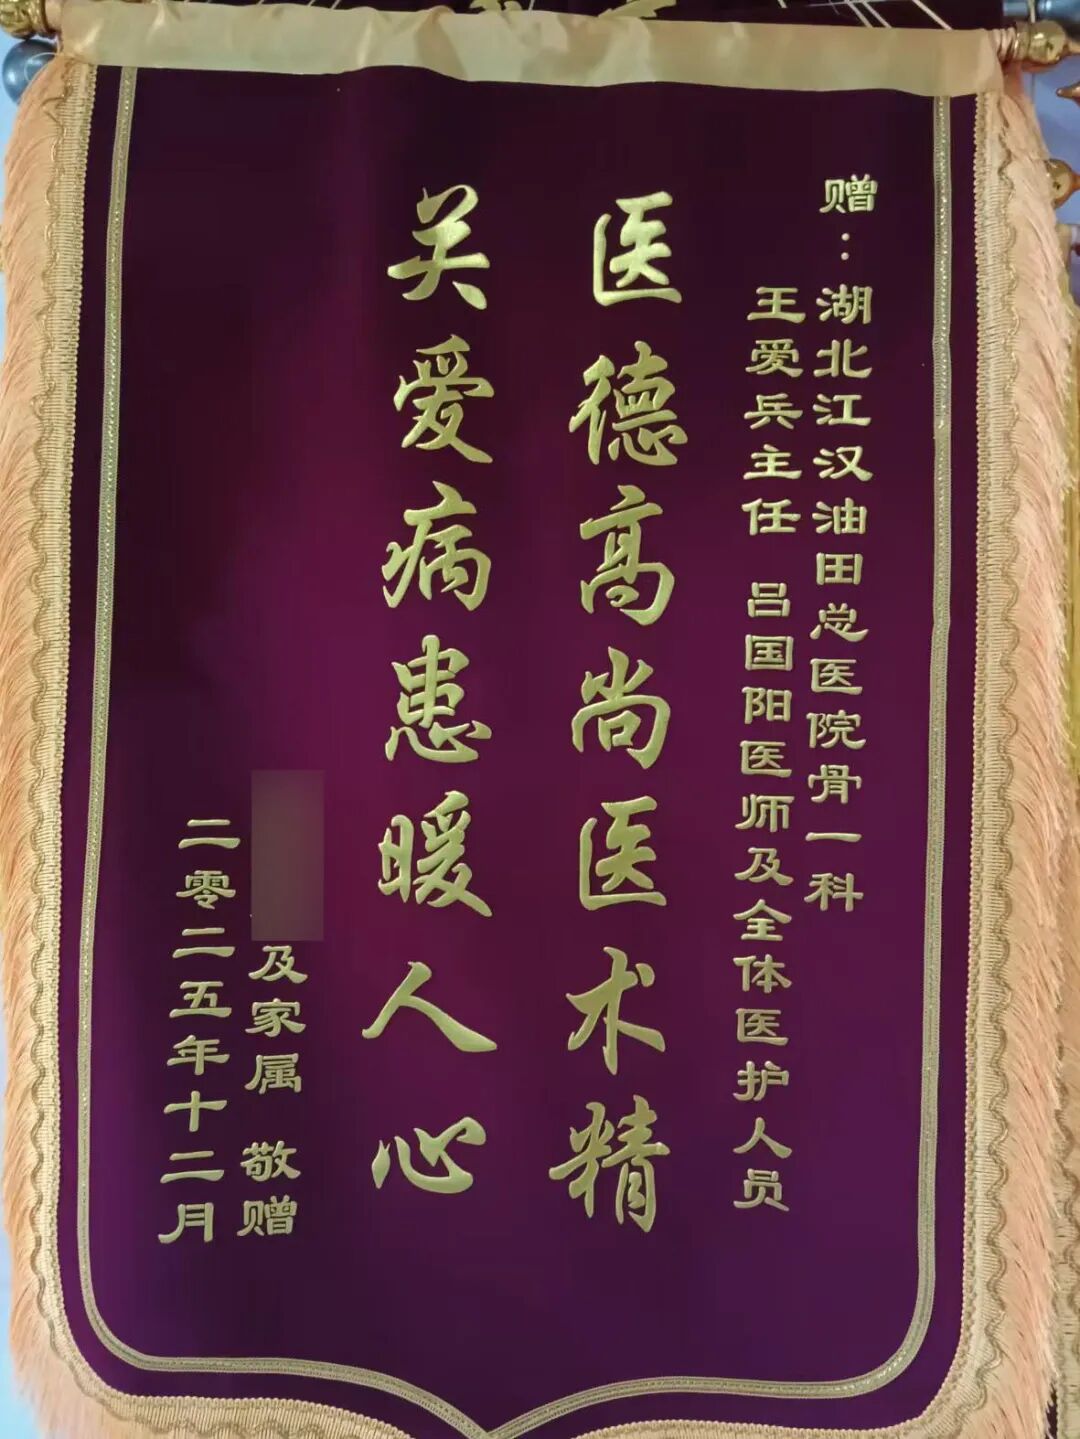 赠：湖北江汉油田总医院骨一科
王爱兵主任 吕国阳医师及全体医护人员
医德高尚医术精
关爱病患暖人心
及家属 敬赠
二零二五年十二月